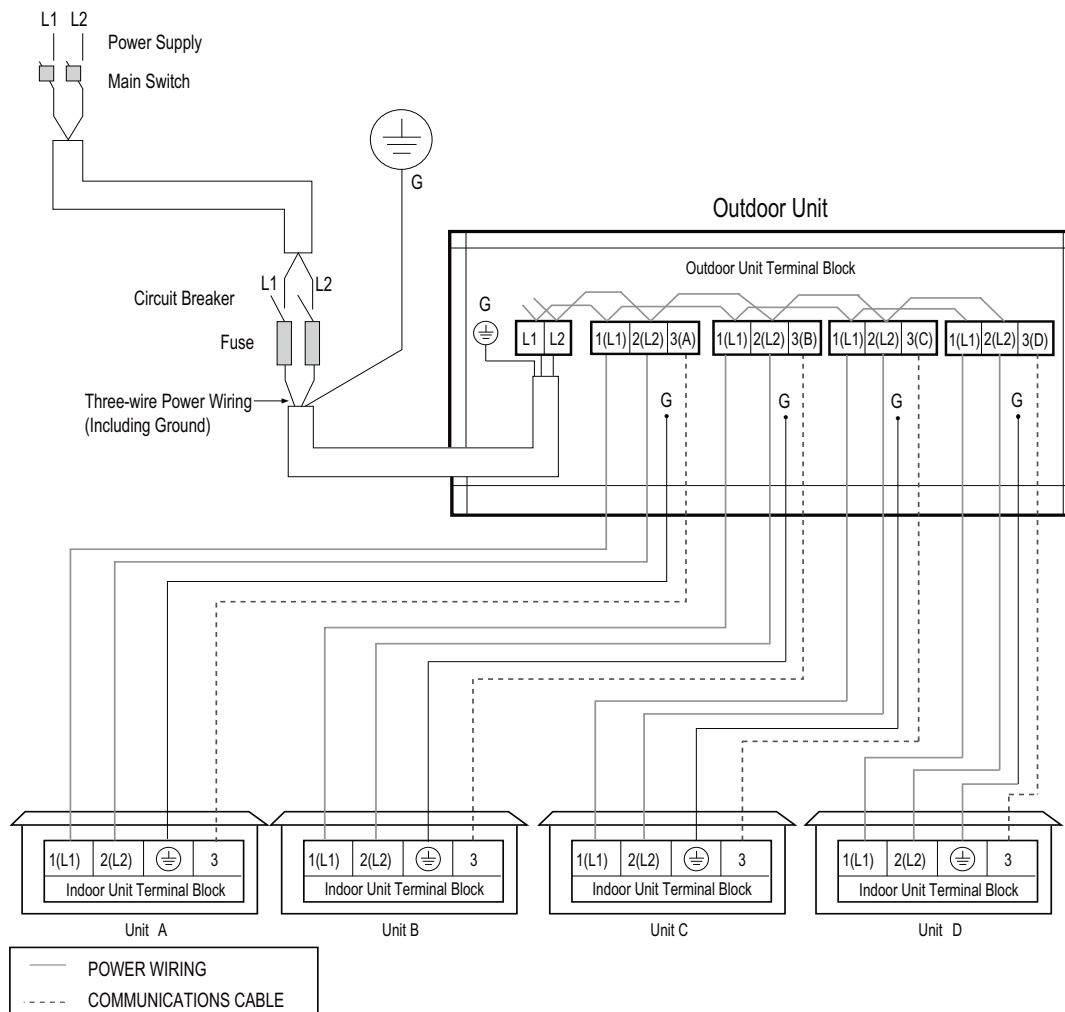 L1 L2
Power Supply
Main Switch
G
Outdoor Unit
Outdoor Unit Terminal Block
L1 L2
Circuit Breaker
Fuse
G
L1 L2
1(L1) 2(L2) 3(A)
1(L1) 2(L2) 3(B)
1(L1) 2(L2) 3(C)
1(L1) 2(L2) 3(D)
Three-wire Power Wiring
(Including Ground)
G
G
G
G
1(L1) 2(L2) 3
Indoor Unit Terminal Block
Unit A
1(L1) 2(L2) 3
Indoor Unit Terminal Block
Unit B
1(L1) 2(L2) 3
Indoor Unit Terminal Block
Unit C
1(L1) 2(L2) 3
Indoor Unit Terminal Block
Unit D
POWER WIRING
COMMUNICATIONS CABLE